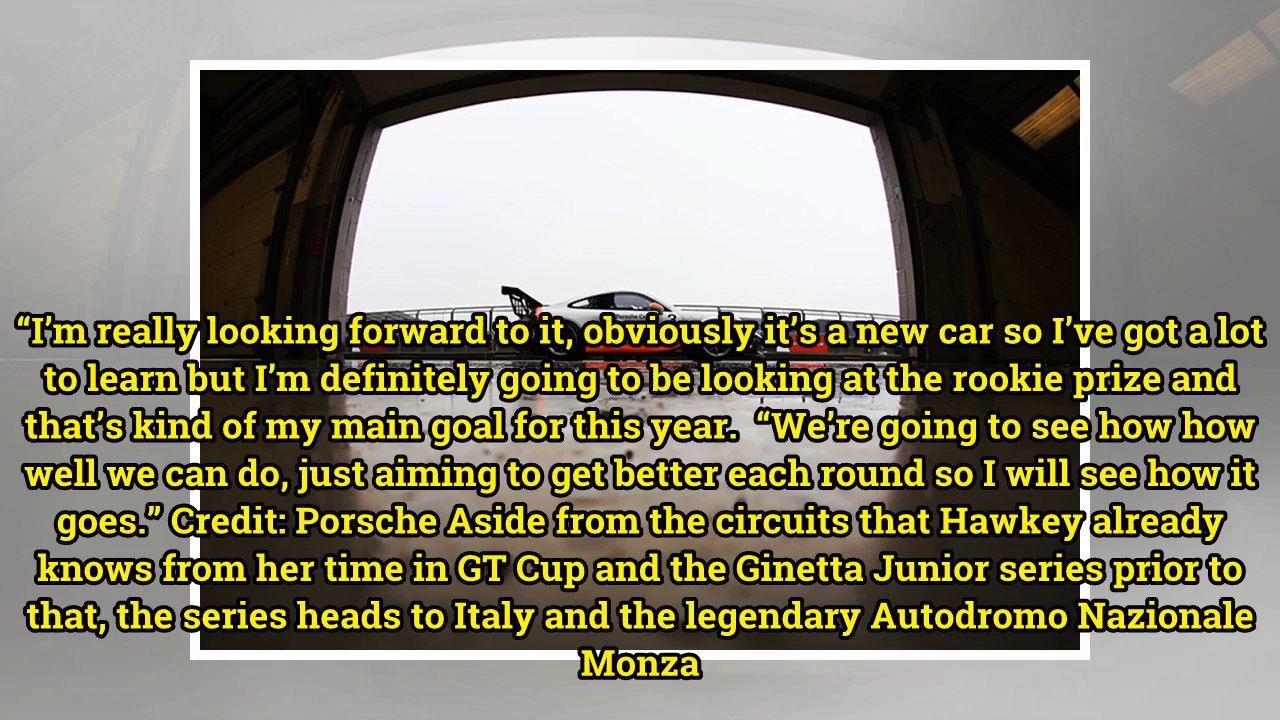 “I’m really looking forward to it, obviously it’s a new car so I’ve got a lot
to learn but I’m definitely going to be looking at the rookie prize and
that’s kind of my main goal for this year.  “We’re going to see how how
well we can do, just aiming to get better each round so I will see how it
goes.” Credit: Porsche Aside from the circuits that Hawkey already
knows from her time in GT Cup and the Ginetta Junior series prior to
that, the series heads to Italy and the legendary Autodromo Nazionale
Monza